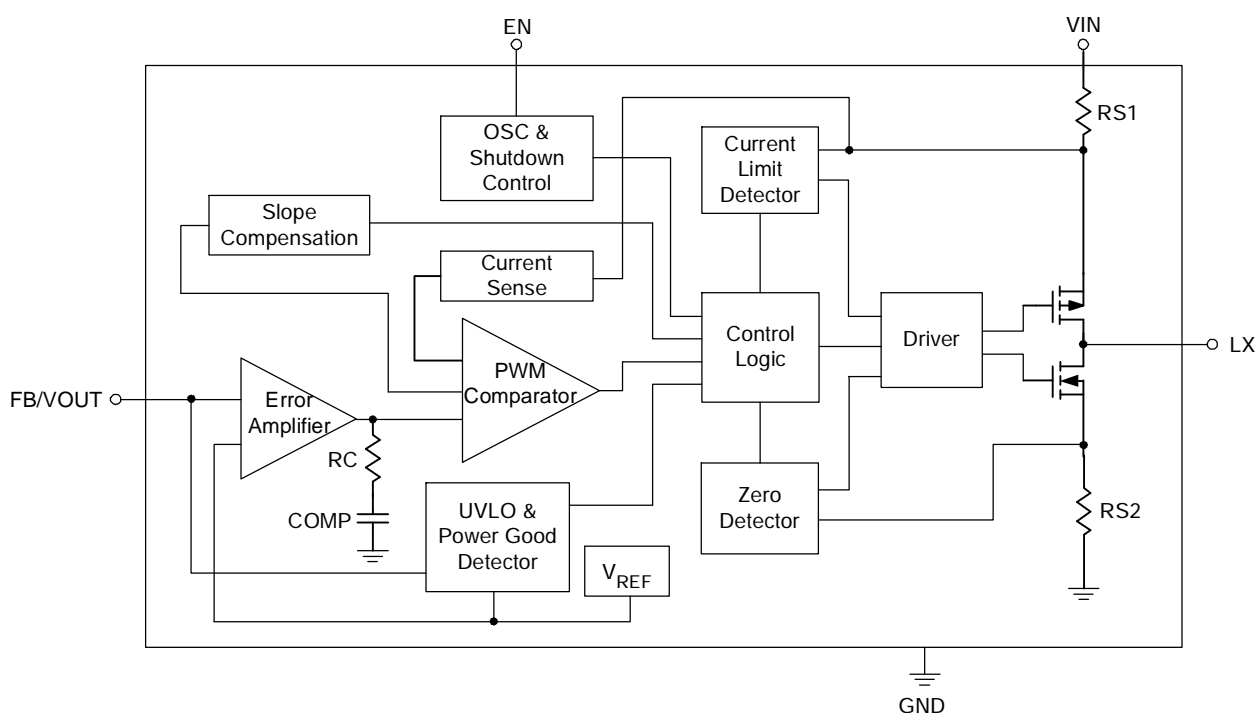 EN
VIN
RS1
OSC &
Shutdown
Control
Current
Limit
Detector
Slope
Compensation
Current
Sense
Control
Logic
Driver
LX
PWM
Comparator
FB/VOUT
Error
Amplifier
RC
COMP
UVLO &
Power Good
Detector
Zero
Detector
RS2
VREF
GND